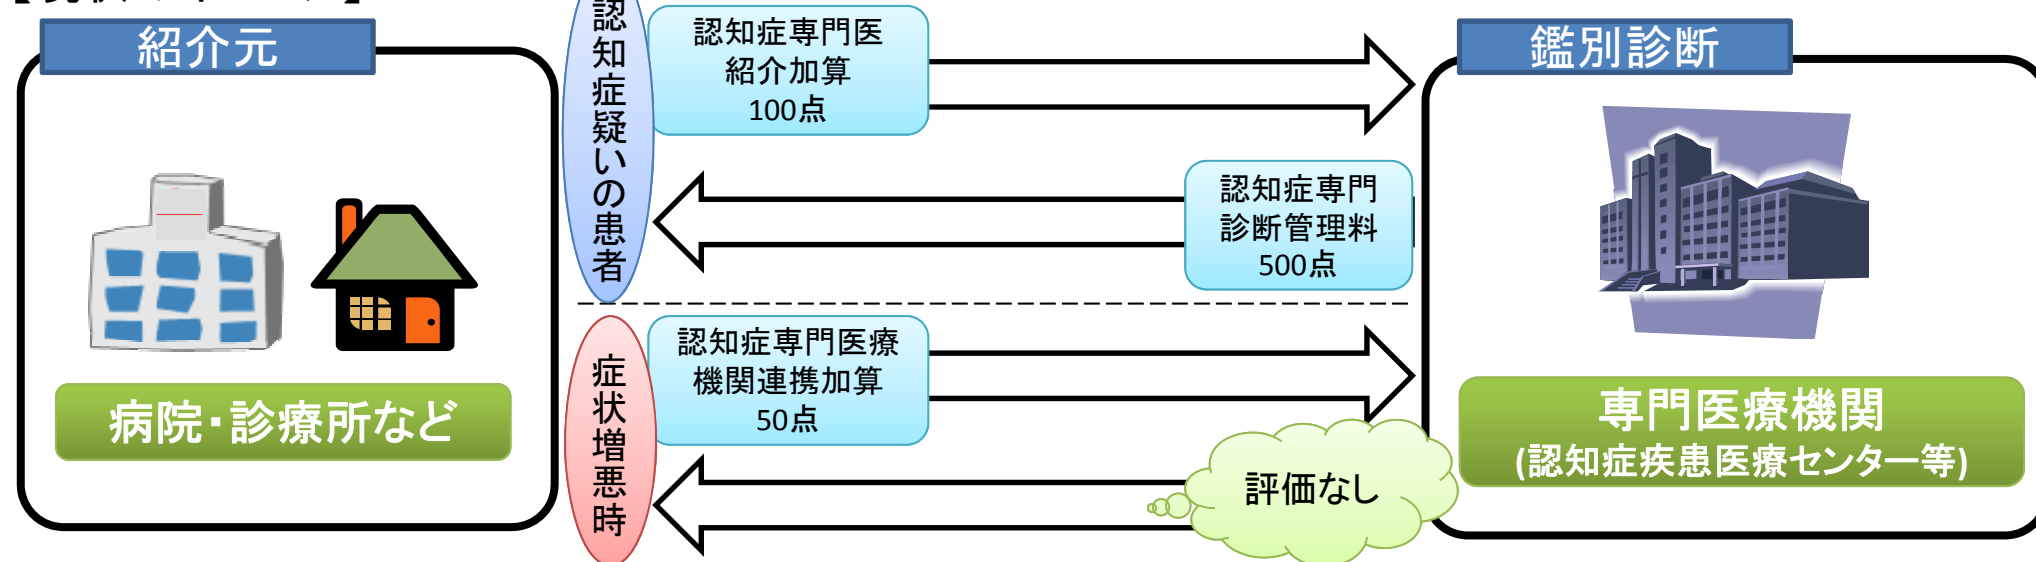 紹介元
病院・診療所など
認知症疑いの患者
認知症専門医
紹介加算
100点
認知症専門
診断管理料
500点
症状増悪時
認知症専門医療
機関連携加算
50点
評価なし
鑑別診断
専門医療機関
(認知症疾患医療センター等)